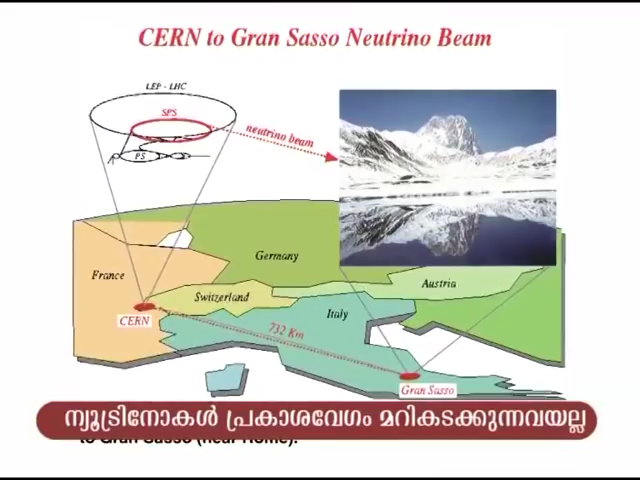 CERN to Gran Sasso Neutrino Beam
LEP - LHC
SPS
neutrino beam
PS
Germany
France
Austria
Switzerland
Italy
CERN
732 Km
Gran Sasso
ന്യൂട്രിനോകൾ പ്രകാശവേഗം മറികടക്കുന്നവയല്ല
to Gran Sasso (near Rome).